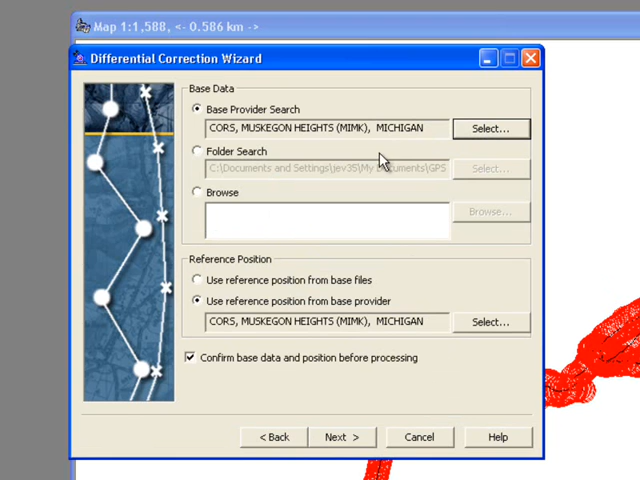 Map 1:1,588, <- 0.586 km ->
Differential Correction Wizard
Base Data
Base Provider Search
CORS, MUSKEGON HEIGHTS (MIMK), MICHIGAN
Select...
Folder Search
C:\Documents and Settings\jev35\My Documents\GPS
Select...
Browse
Browse...
Reference Position
Use reference position from base files
Use reference position from base provider
CORS, MUSKEGON HEIGHTS (MIMK), MICHIGAN
Select...
Confirm base data and position before processing
< Back
Next >
Cancel
Help